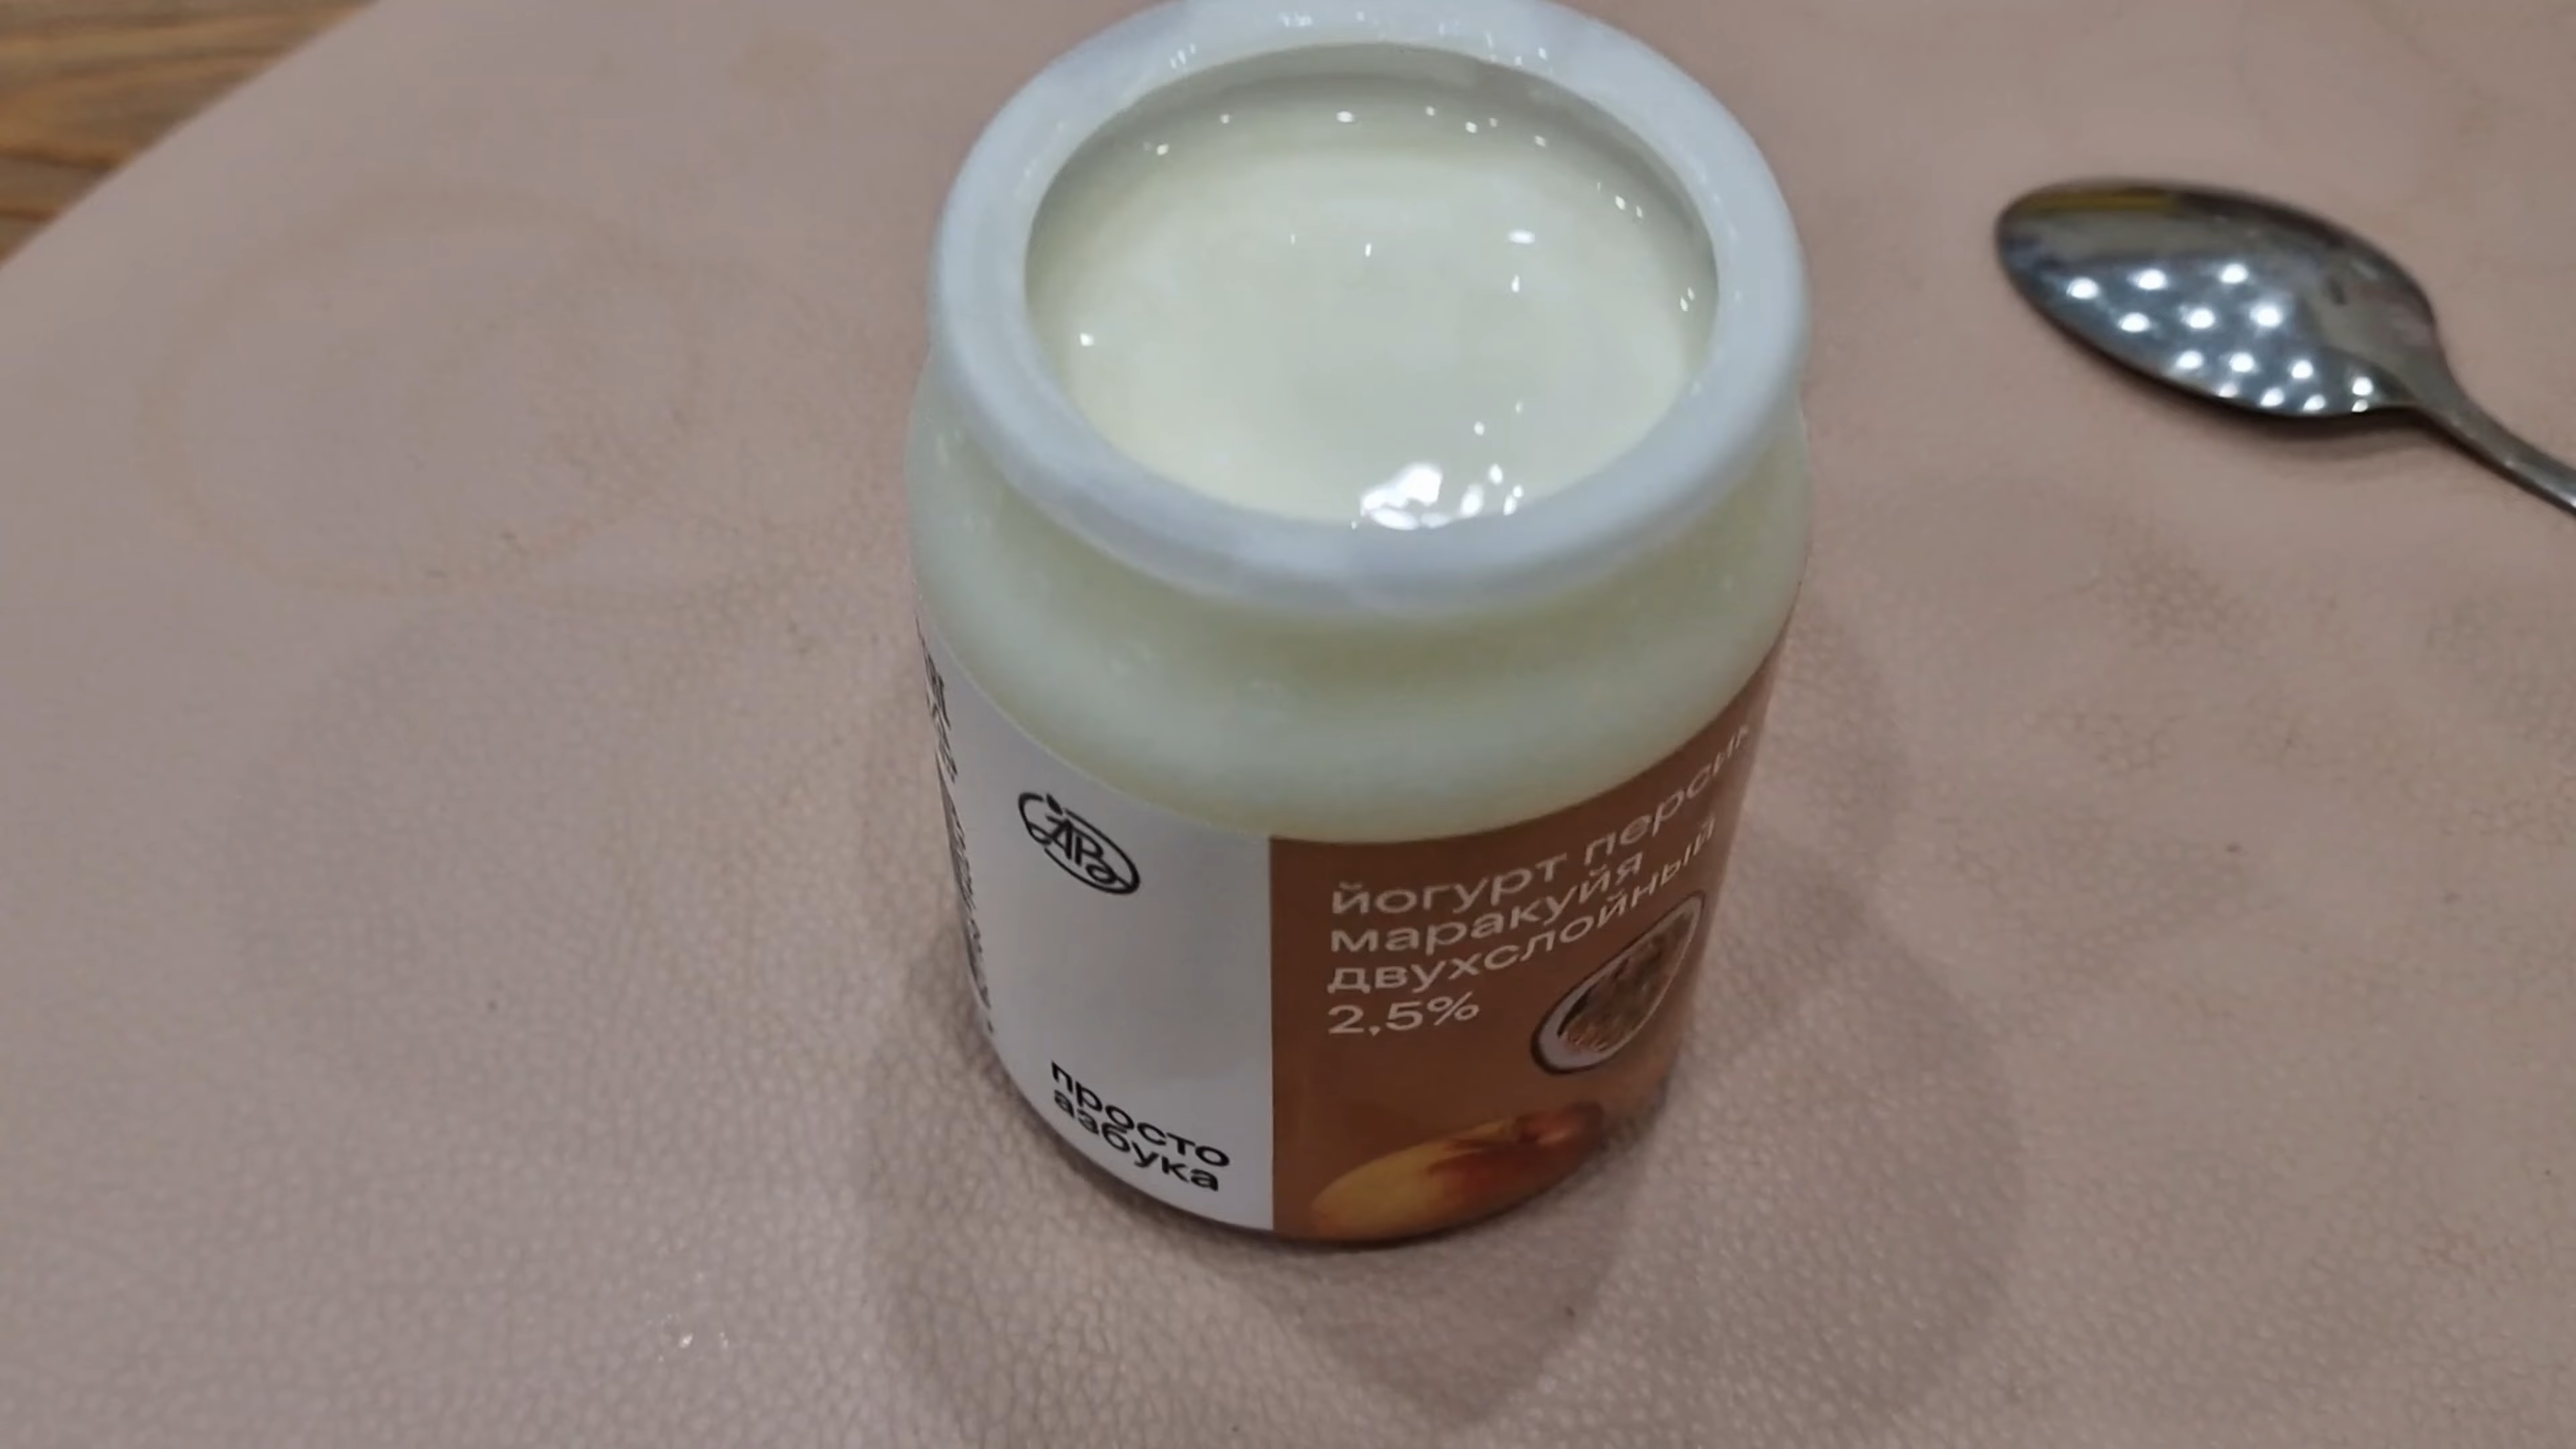 йогурт персик
маракуйя
двухслойный
2,5%
просто
азбука